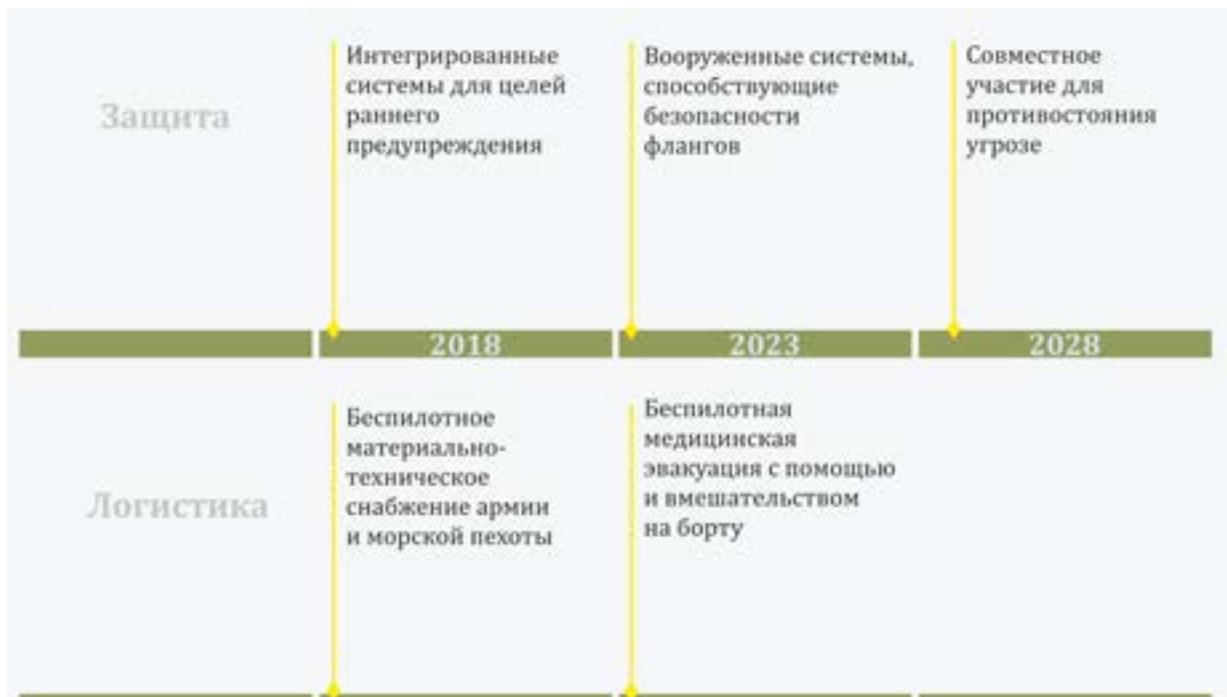 Защита
Интегрированные
системы для целей
раннего
предупреждения
Вооруженные системы,
способствующие
безопасности
флангов
Совместное
участие для
противостояния
угрозе
2018
2023
2028
Логистика
Беспилотное
материально-
техническое
снабжение армии
и морской пехоты
Беспилотная
медицинская
эвакуация с помощью
и вмешательством
на борту